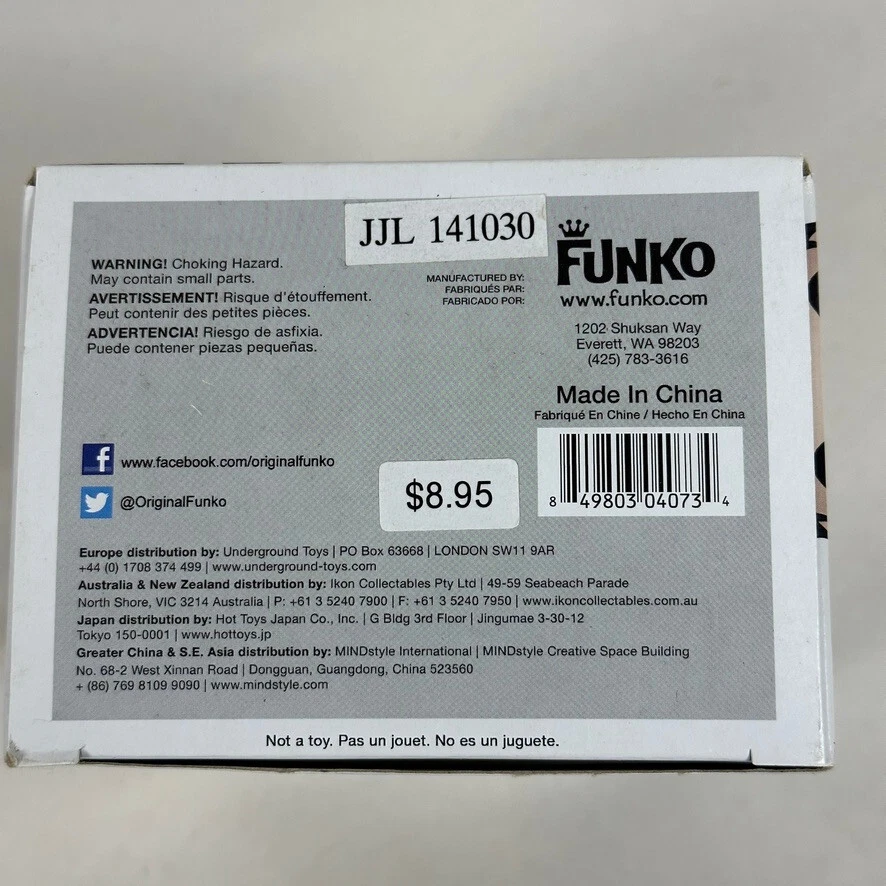 JJL 141030
WARNING! Choking Hazard.
May contain small parts.
AVERTISSEMENT! Risque d'étouffement.
Peut contenir des petites pièces.
ADVERTENCIA! Riesgo de asfixia.
Puede contener piezas pequeñas.
MANUFACTURED BY:
FABRIQUÉS PAR:
FABRICADO POR:
FUNKO
www.funko.com
1202 Shuksan Way
Everett, WA 98203
(425) 783-3616
Made In China
Fabriqué En Chine / Hecho En China
8 49803 04073 4
f www.facebook.com/originalfunko
@OriginalFunko
$8.95
Europe distribution by: Underground Toys | PO Box 63668 | LONDON SW11 9AR
+44 (0) 1708 374 499 | www.underground-toys.com
Australia & New Zealand distribution by: Ikon Collectables Pty Ltd | 49-59 Seabeach Parade
North Shore, VIC 3214 Australia | P: +61 3 5240 7900 | F: +61 3 5240 7950 | www.ikoncollectables.com.au
Japan distribution by: Hot Toys Japan Co., Inc. | G Bldg 3rd Floor | Jingumae 3-30-12
Tokyo 150-0001 | www.hottoys.jp
Greater China & S.E. Asia distribution by: MINDstyle International | MINDstyle Creative Space Building
No. 68-2 West Xinnan Road | Dongguan, Guangdong, China 523560
+ (86) 769 8109 9090 | www.mindstyle.com
Not a toy. Pas un jouet. No es un juguete.